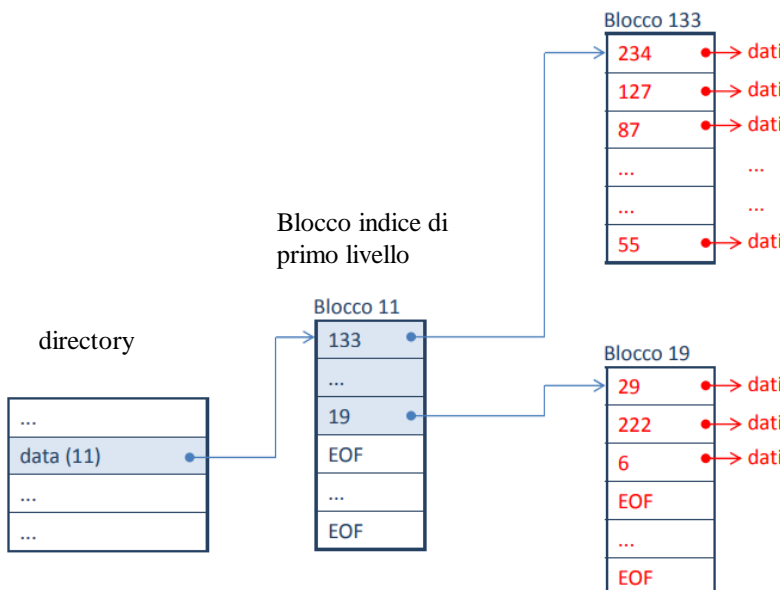 directory
...
data (11)
...
...
Blocco indice di
primo livello
Blocco 11
133
...
19
EOF
...
EOF
Blocco 133
234 dati
127 dati
87 dati
... ...
... ...
55 dati
Blocco 19
29 dati
222 dati
6 dati
EOF
...
EOF